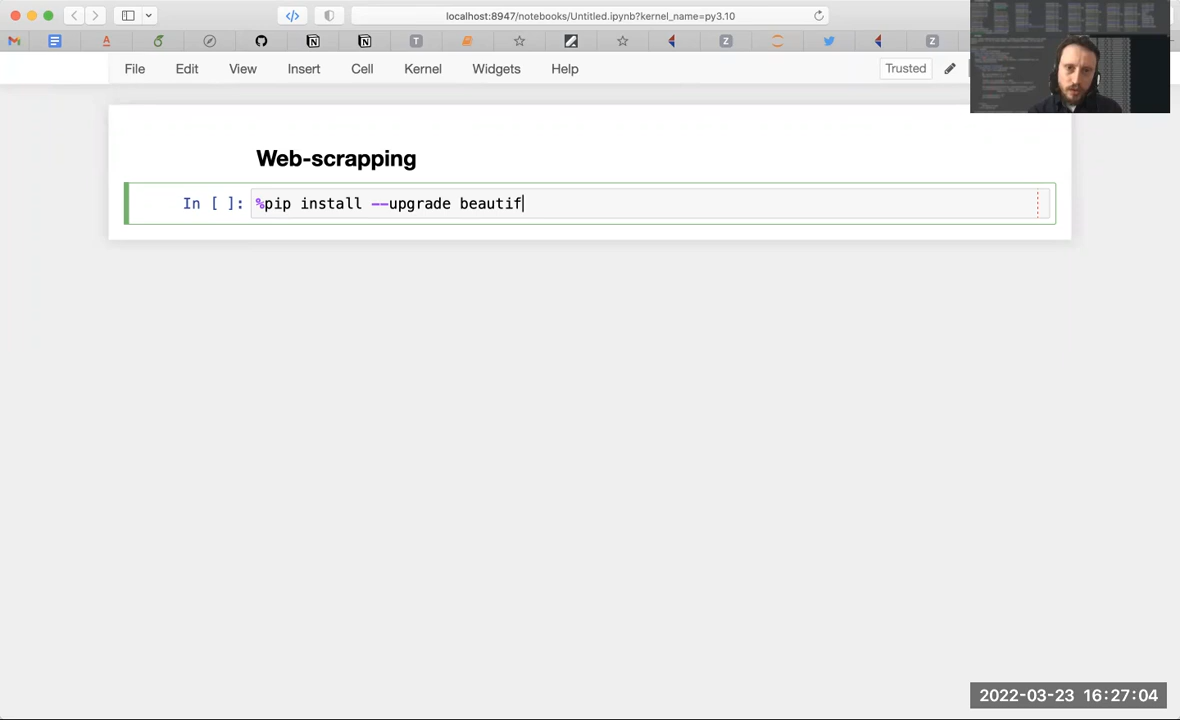 localhost:8947/notebooks/Untitled.ipynb?kernel_name=py3.10
File Edit View Insert Cell Kernel Widgets Help Trusted
Web-scrapping
In [ ]: %pip install --upgrade beautif
2022-03-23 16:27:04